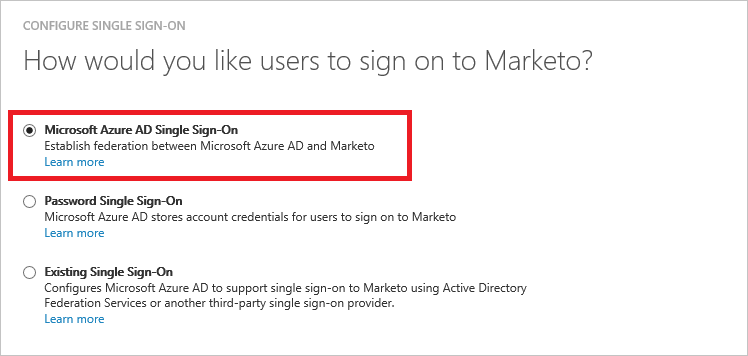 CONFIGURE SINGLE SIGN-ON
How would you like users to sign on to Marketo?
Microsoft Azure AD Single Sign-On
Establish federation between Microsoft Azure AD and Marketo
Learn more
Password Single Sign-On
Microsoft Azure AD stores account credentials for users to sign on to Marketo
Learn more
Existing Single Sign-On
Configures Microsoft Azure AD to support single sign-on to Marketo using Active Directory
Federation Services or another third-party single sign-on provider.
Learn more